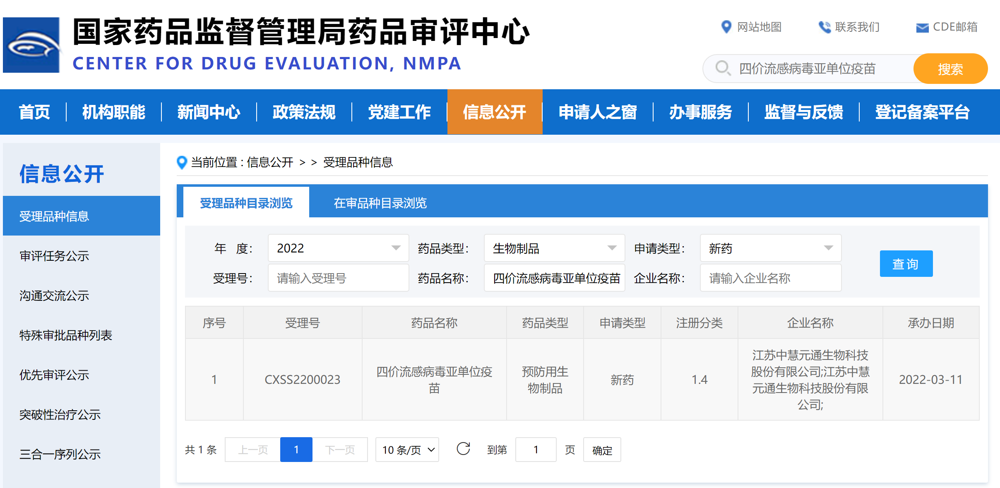 国家药品监督管理局药品审评中心
CENTER FOR DRUG EVALUATION, NMPA
网站地图 联系我们 CDE邮箱
四价流感病毒亚单位疫苗 搜索
首页 机构职能 新闻中心 政策法规 党建工作 信息公开 申请人之窗 办事服务 监督与反馈 登记备案平台
信息公开
受理品种信息
审评任务公示
沟通交流公示
特殊审批品种列表
优先审评公示
突破性治疗公示
三合一序列公示
当前位置 : 信息公开 > > 受理品种信息
受理品种目录浏览 在审品种目录浏览
年 度： 2022 药品类型： 生物制品 申请类型： 新药
受理号： 请输入受理号 药品名称： 四价流感病毒亚单位疫苗 企业名称： 请输入企业名称
查询
序号 受理号 药品名称 药品类型 申请类型 注册分类 企业名称 承办日期
1 CXSS2200023
四价流感病毒亚单位疫
苗
预防用生
物制品
新药 1.4
江苏中慧元通生物科技
股份有限公司;江苏中慧
元通生物科技股份有限
公司;
2022-03-11
共 1 条 上一页 1 下一页 10 条/页 到第 1 页 确定